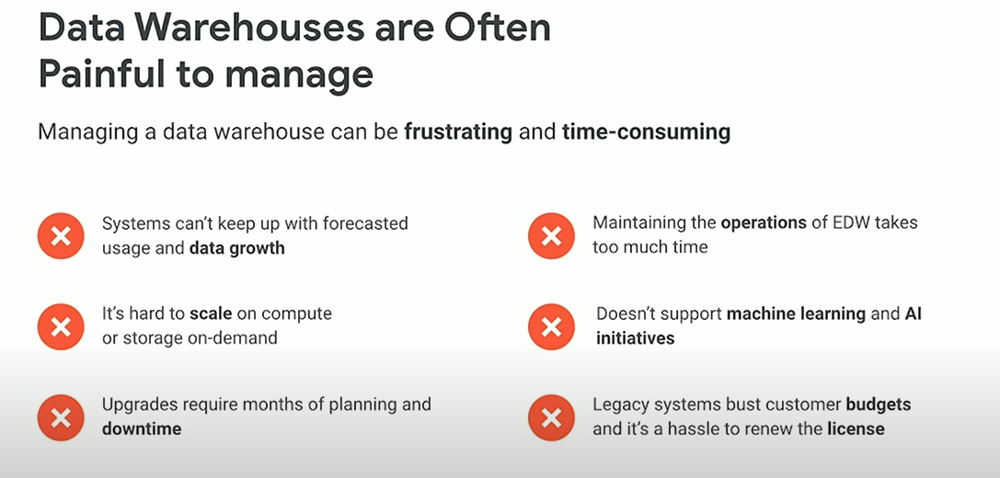 Data Warehouses are Often
Painful to manage
Managing a data warehouse can be frustrating and time-consuming
Systems can't keep up with forecasted
usage and data growth
It's hard to scale on compute
or storage on-demand
Upgrades require months of planning and
downtime
Maintaining the operations of EDW takes
too much time
Doesn't support machine learning and AI
initiatives
Legacy systems bust customer budgets
and it's a hassle to renew the license